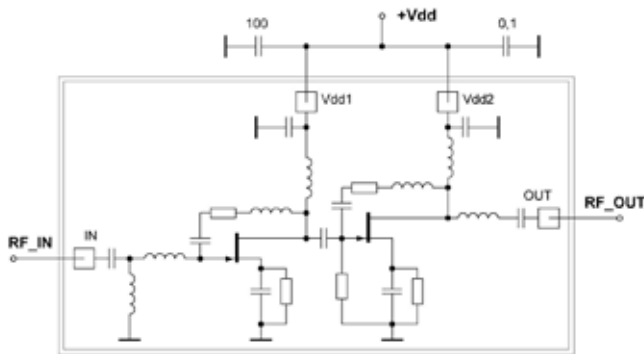 +Vdd
100
0,1
Vdd1
Vdd2
OUT
RF_OUT
IN
RF_IN